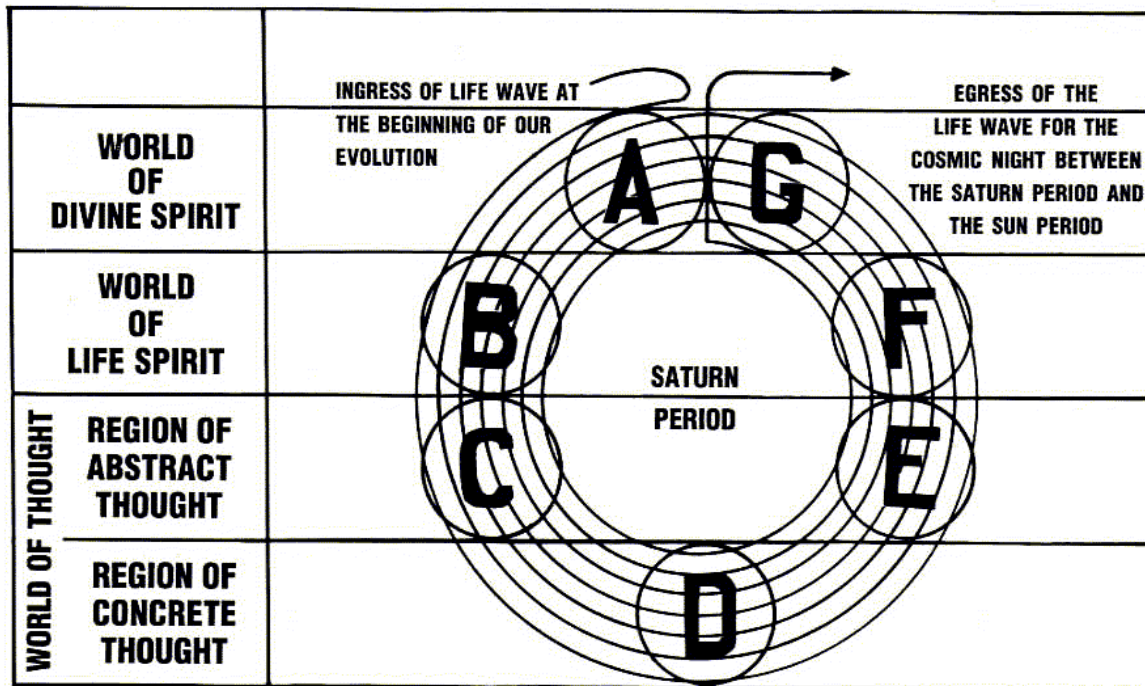 INGRESS OF LIFE WAVE AT
THE BEGINNING OF OUR
EVOLUTION
EGRESS OF THE
LIFE WAVE FOR THE
COSMIC NIGHT BETWEEN
THE SATURN PERIOD AND
THE SUN PERIOD
WORLD
OF
DIVINE SPIRIT
A
G
WORLD
OF
LIFE SPIRIT
B
F
SATURN
PERIOD
WORLD OF THOUGHT
REGION OF
ABSTRACT
THOUGHT
C
E
REGION OF
CONCRETE
THOUGHT
D